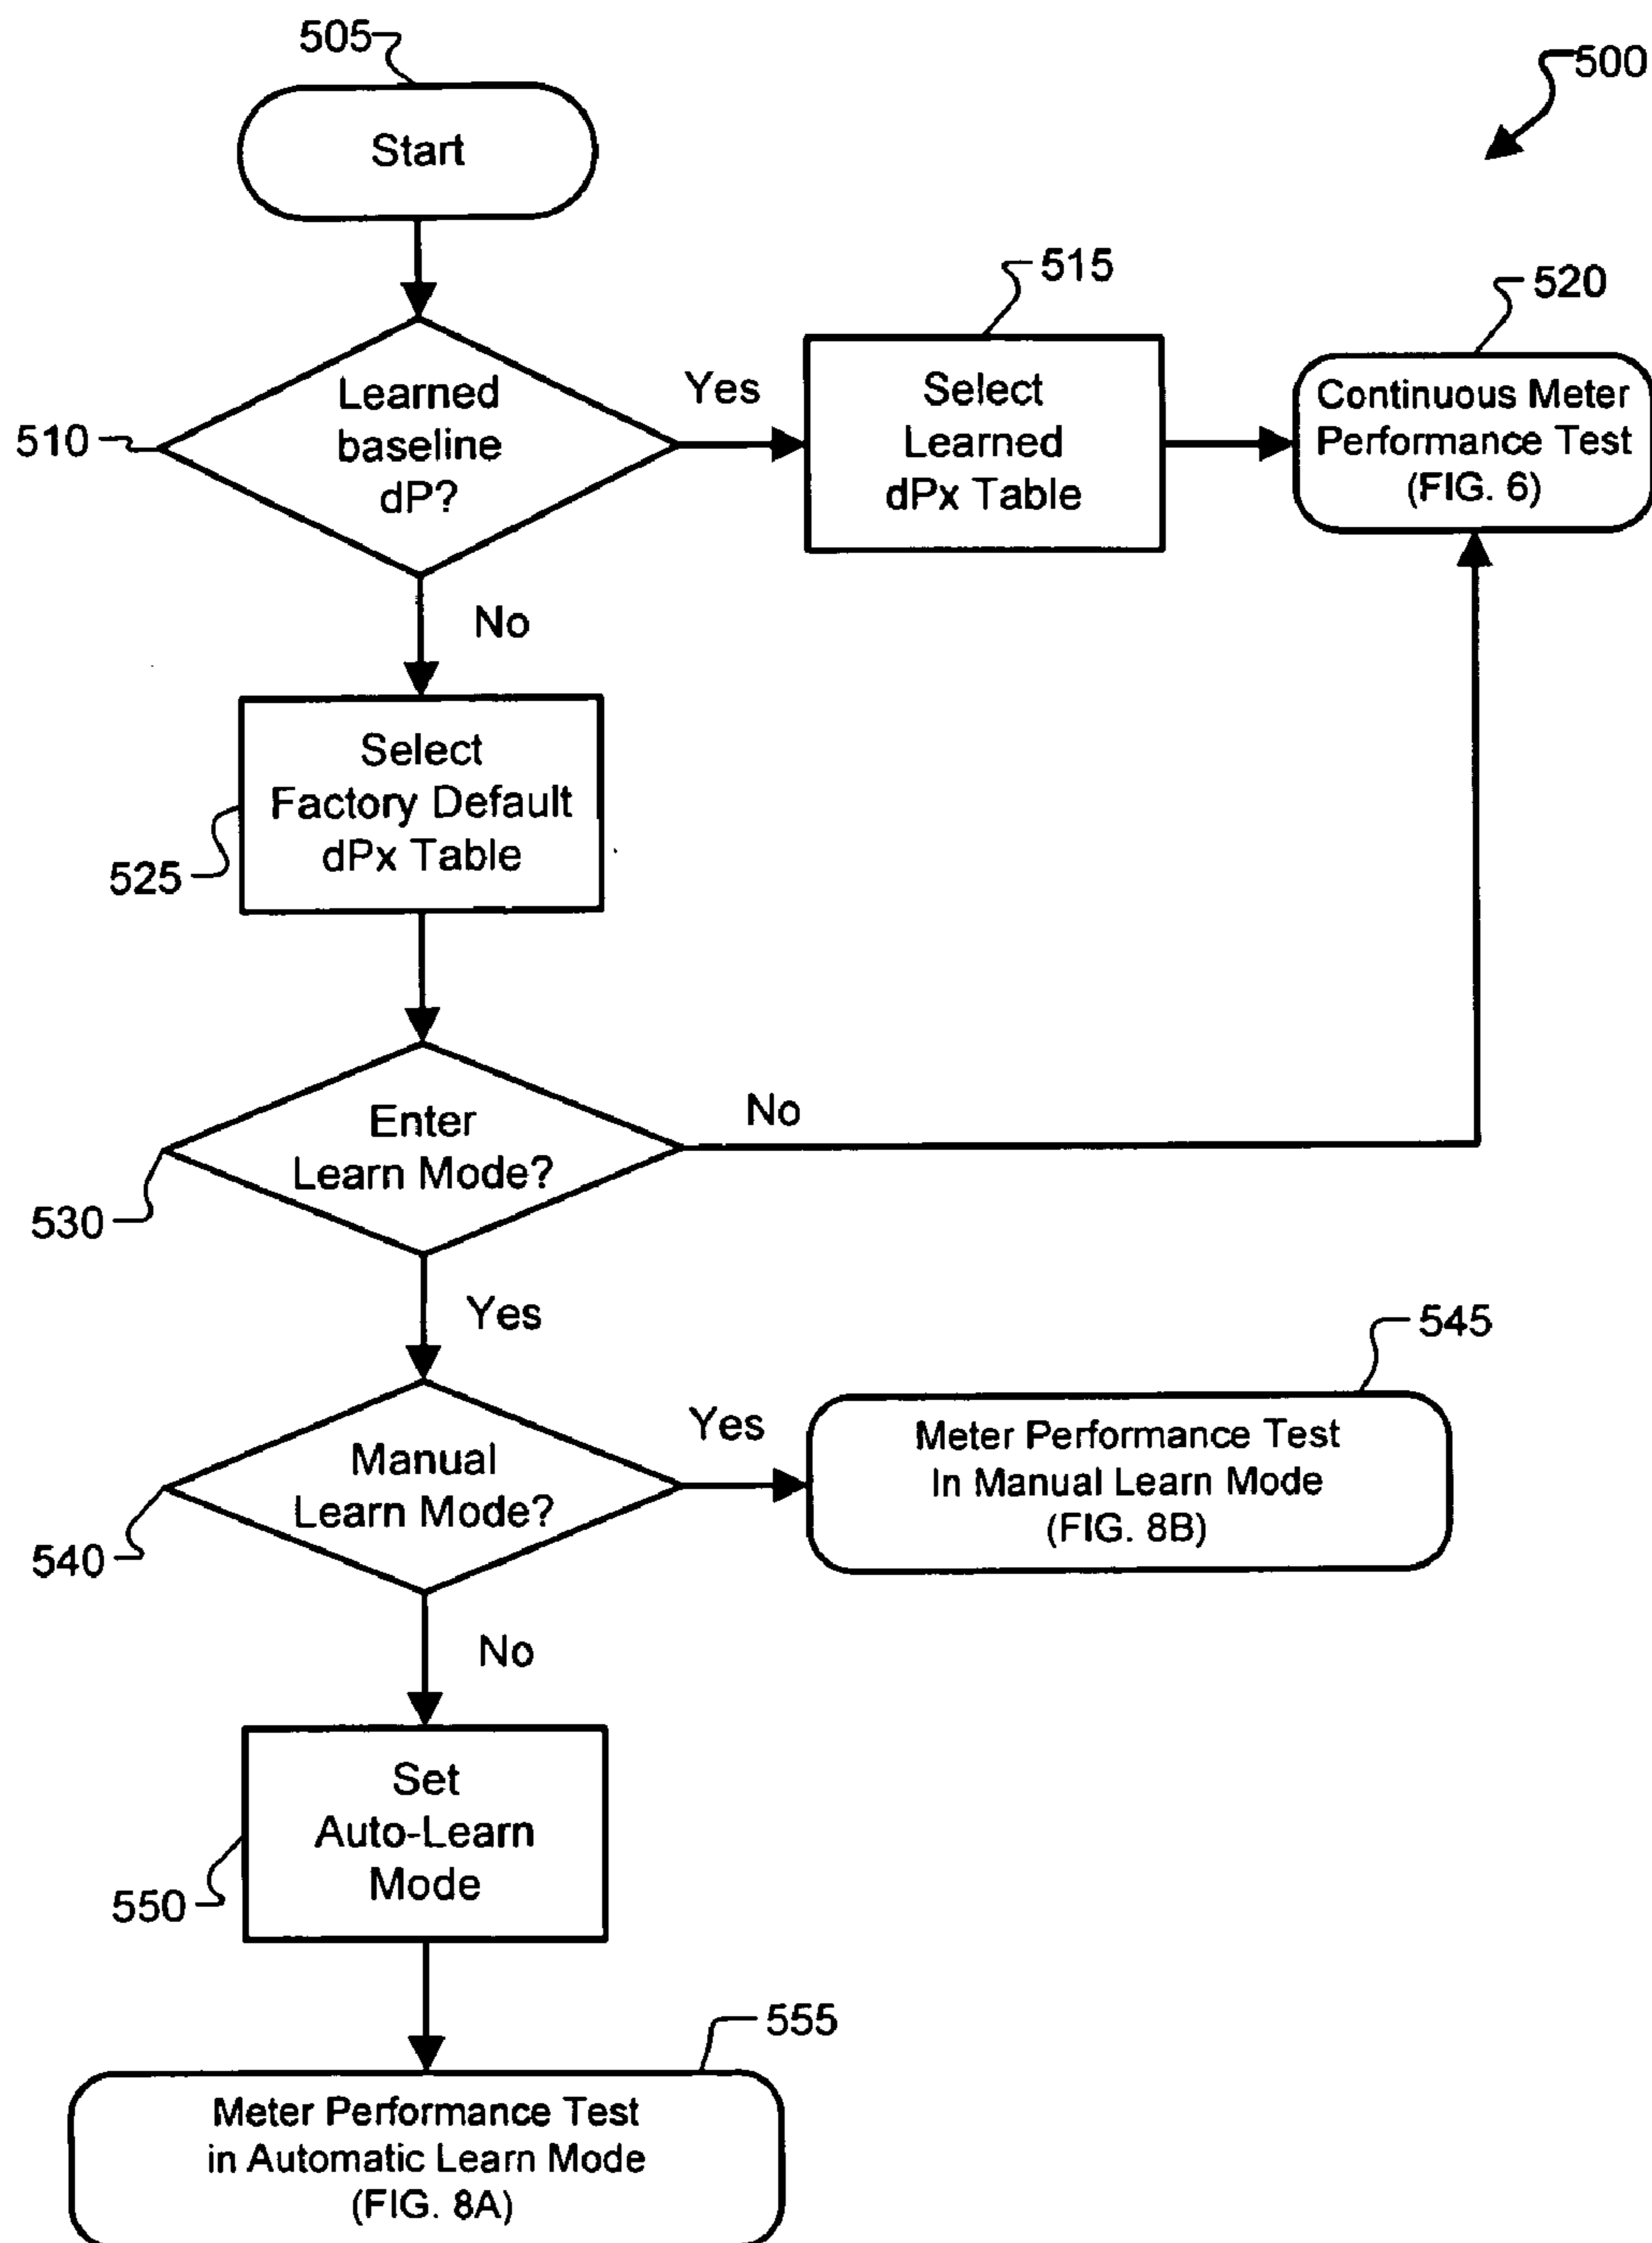 505
500
Start
515
520
510
Learned
baseline
dP?
Yes
Select
Learned
dPx Table
Continuous Meter
Performance Test
(FIG. 6)
No
Select
Factory Default
dPx Table
525
Enter
Learn Mode?
No
530
Yes
545
Manual
Learn Mode?
Yes
Meter Performance Test
In Manual Learn Mode
(FIG. 8B)
540
No
Set
Auto-Learn
Mode
550
555
Meter Performance Test
in Automatic Learn Mode
(FIG. 8A)